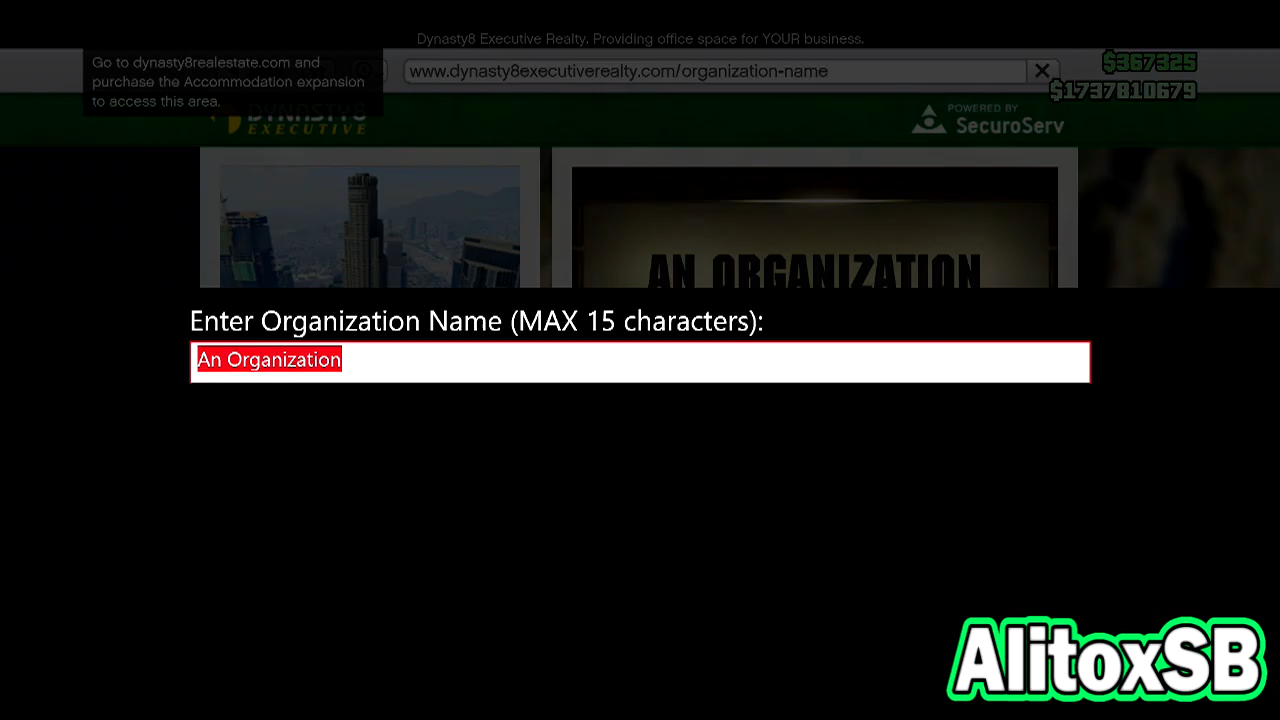 Dynasty8 Executive Realty. Providing office space for YOUR business.
Go to dynasty8realestate.com and
purchase the Accommodation expansion
to access this area.
www.dynasty8executiverealty.com/organization-name
$367325
$1737810679
DYNASTY8
EXECUTIVE
POWERED BY
SecuroServ
AN ORGANIZATION
Enter Organization Name (MAX 15 characters):
An Organization
AlitoxSB